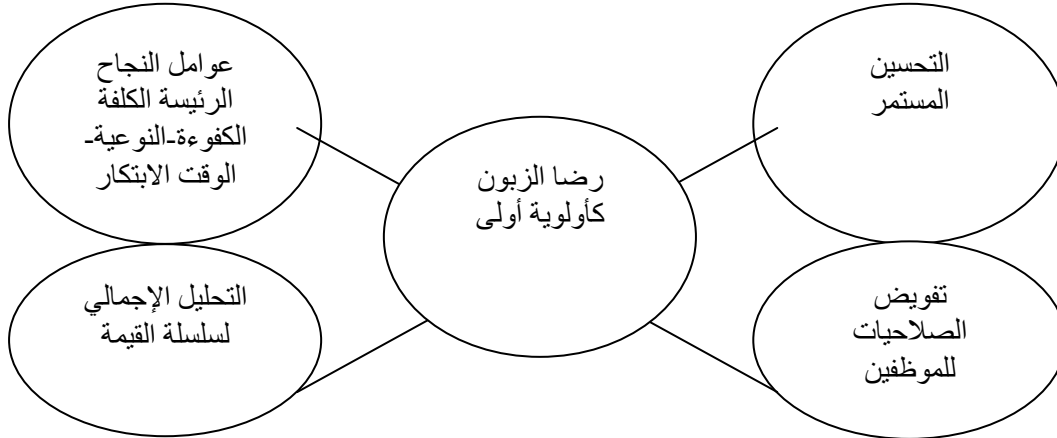 عوامل النجاح
الرئيسة الكلفة
الكفوءة-النوعية-
الوقت الابتكار
التحسين
المستمر
رضا الزبون
كأولوية أولى
التحليل الإجمالي
لسلسلة القيمة
تفويض
الصلاحيات
للموظفين